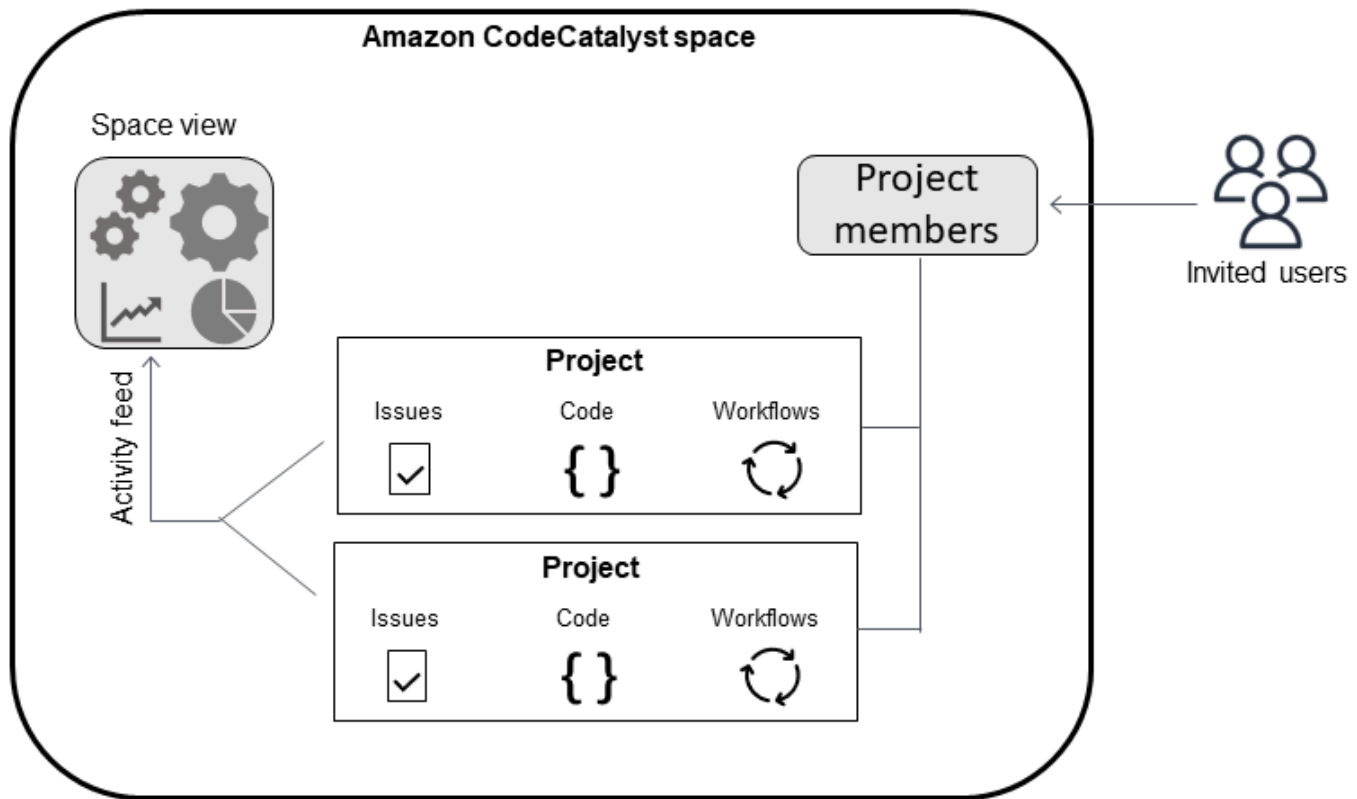 Amazon CodeCatalyst space
Space view
Project
members
Invited users
Activity feed
Project
Issues Code Workflows
{ }
Project
Issues Code Workflows
{ }